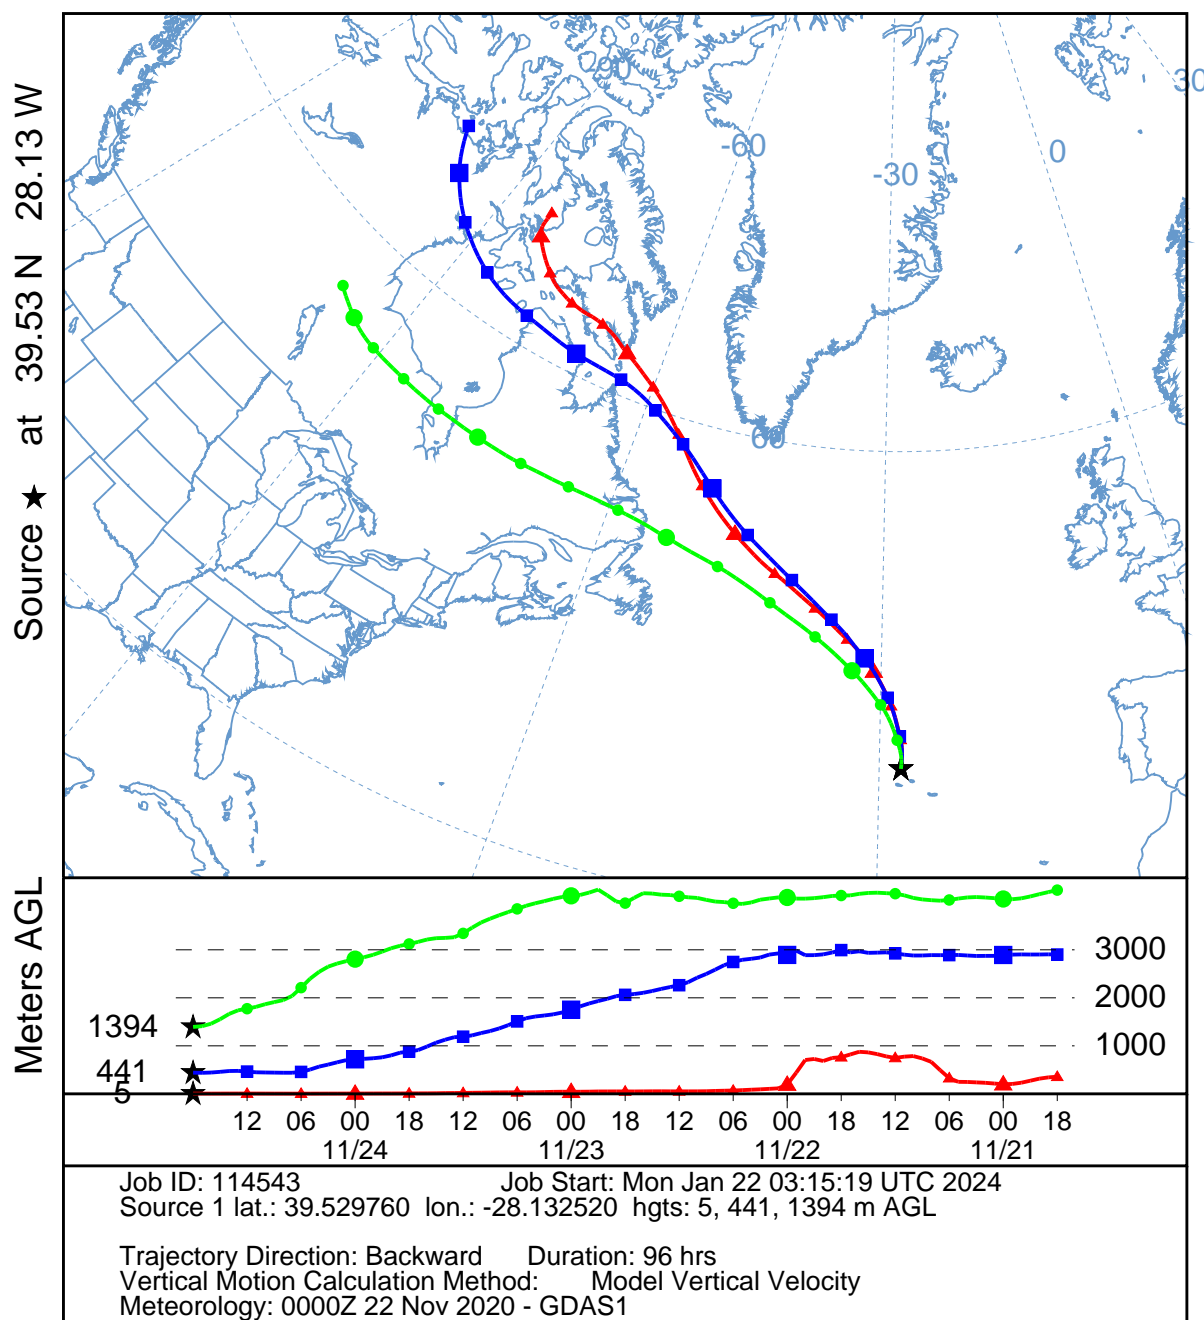 Source ★ at 39.53 N 28.13 W
-90
-60
-30
0
30
60
Meters AGL
3000
2000
1394
1000
441
5
12 06 00 18 12 06 00 18 12 06 00 18 12 06 00 18
11/24 11/23 11/22 11/21
Job ID: 114543 Job Start: Mon Jan 22 03:15:19 UTC 2024
Source 1 lat.: 39.529760 lon.: -28.132520 hgts: 5, 441, 1394 m AGL
Trajectory Direction: Backward Duration: 96 hrs
Vertical Motion Calculation Method: Model Vertical Velocity
Meteorology: 0000Z 22 Nov 2020 - GDAS1